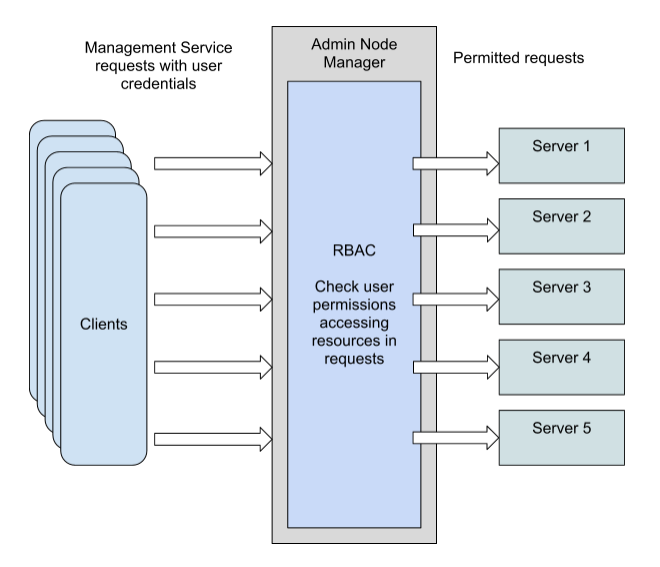 Management Service
requests with user
credentials
Admin Node
Manager
Permitted requests
Clients
RBAC
Check user
permissions
accessing
resources in
requests
Server 1
Server 2
Server 3
Server 4
Server 5